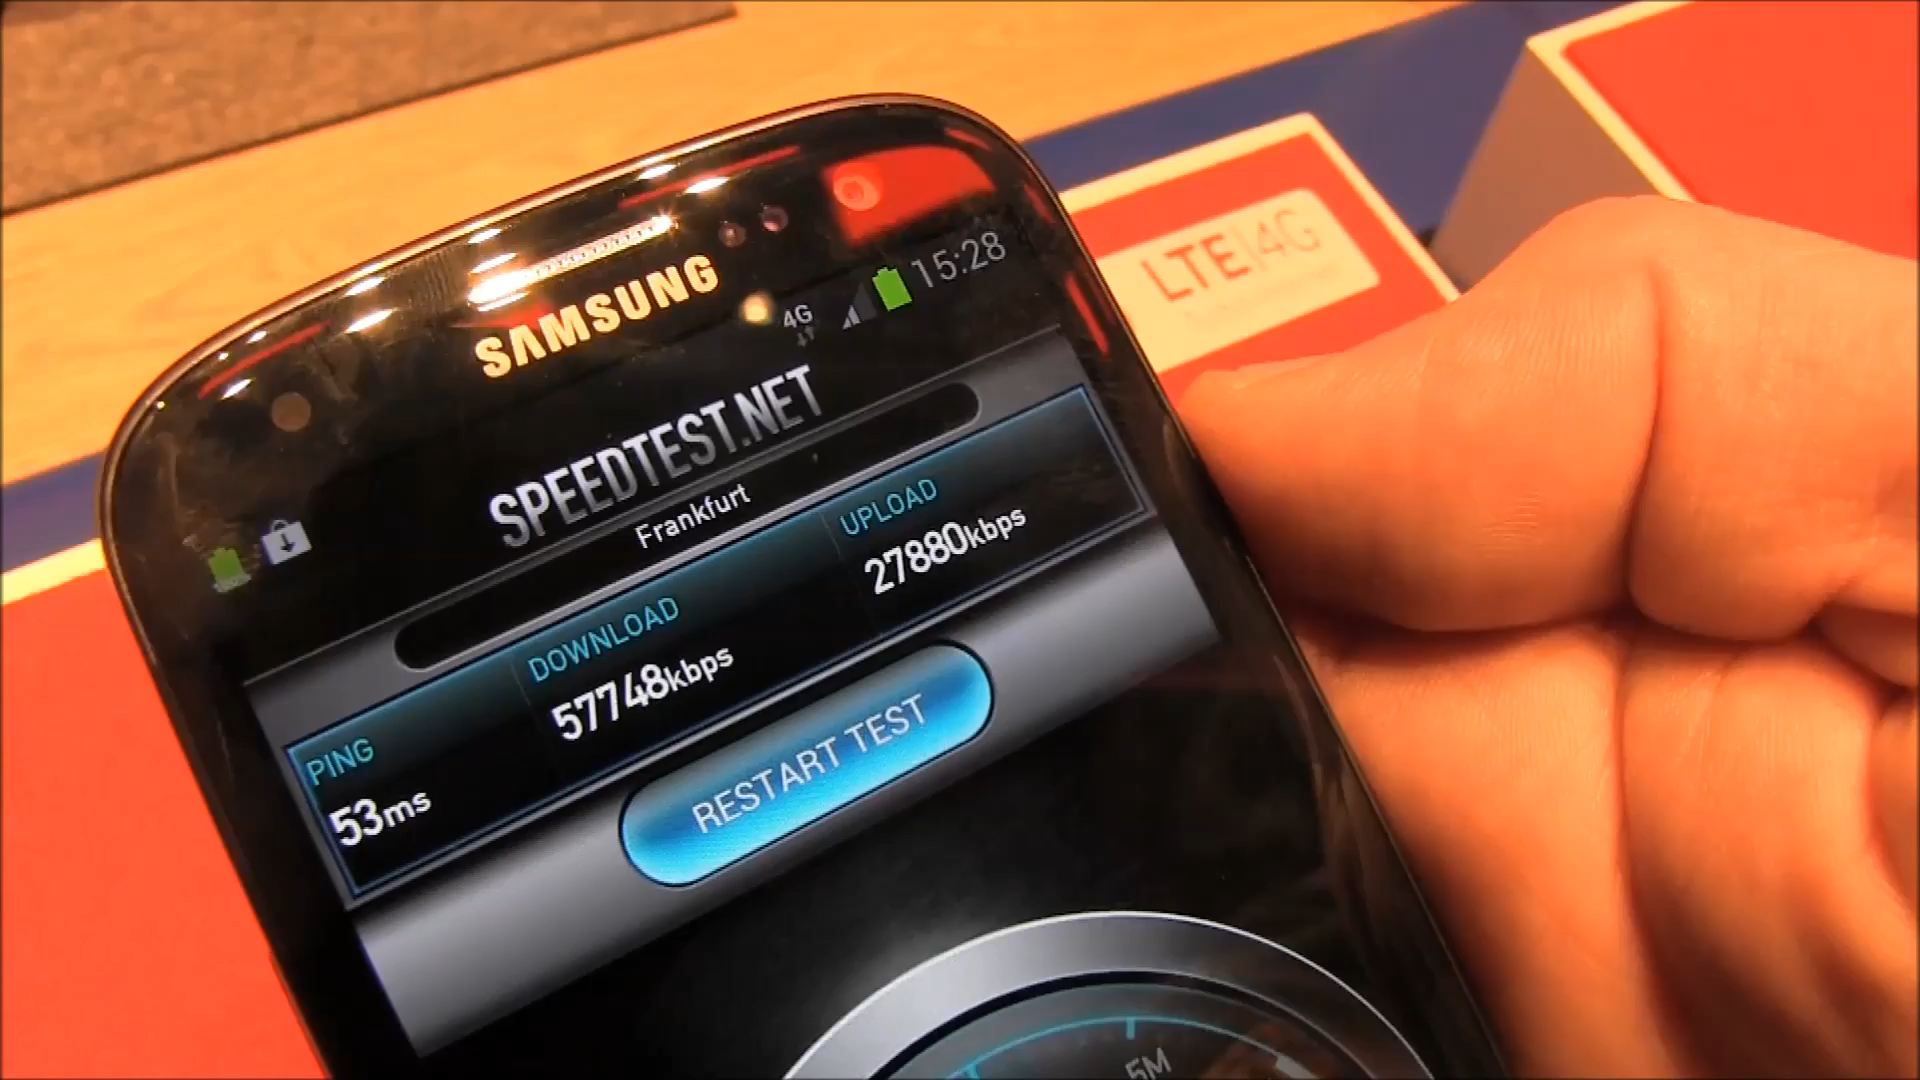 SAMSUNG
4G
15:28
LTE|4G
SPEEDTEST.NET
Frankfurt
PING
53ms
DOWNLOAD
57748kbps
UPLOAD
27880kbps
RESTART TEST
5M